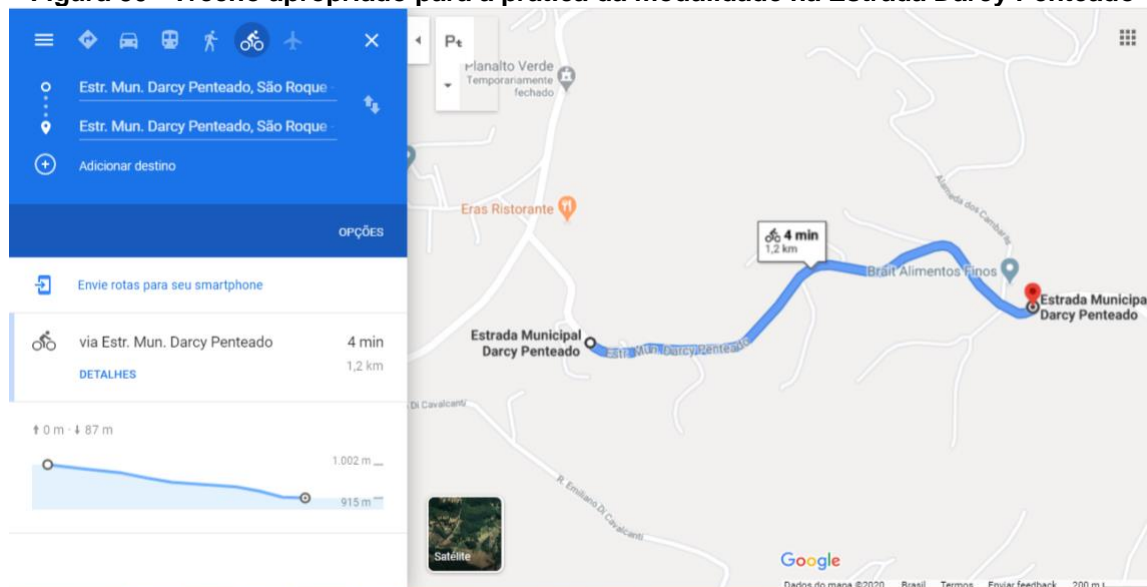 Trecho apropriado para a prática da modalidade na Estrada Darcy Penteado
Estr. Mun. Darcy Penteado, São Roque -
Estr. Mun. Darcy Penteado, São Roque -
Adicionar destino
OPÇÕES
Envie rotas para seu smartphone
via Estr. Mun. Darcy Penteado 4 min
DETALHES 1,2 km
0 m · 87 m
1.002 m
915 m
Planalto Verde
Temporariamente
fechado
Eras Ristorante
Alameda dos Cambarás
4 min
1,2 km
Brait Alimentos Finos
Estrada Municipa
Darcy Penteado
Estrada Municipal
Darcy Penteado
Estr. Mun. Darcy Penteado
Di Cavalcanti
R. Emiliano Di Cavalcanti
Satélite
Google
Dados do mapa ©2020 Brasil Termos Enviar feedback 200 m